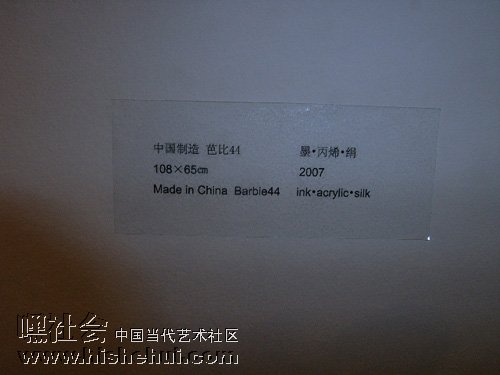 中国制造 芭比44 墨•丙烯•绢
108×65㎝ 2007
Made in China Barbie44 ink•acrylic•silk
嘿社会 中国当代艺术社区
www.hishehui.com